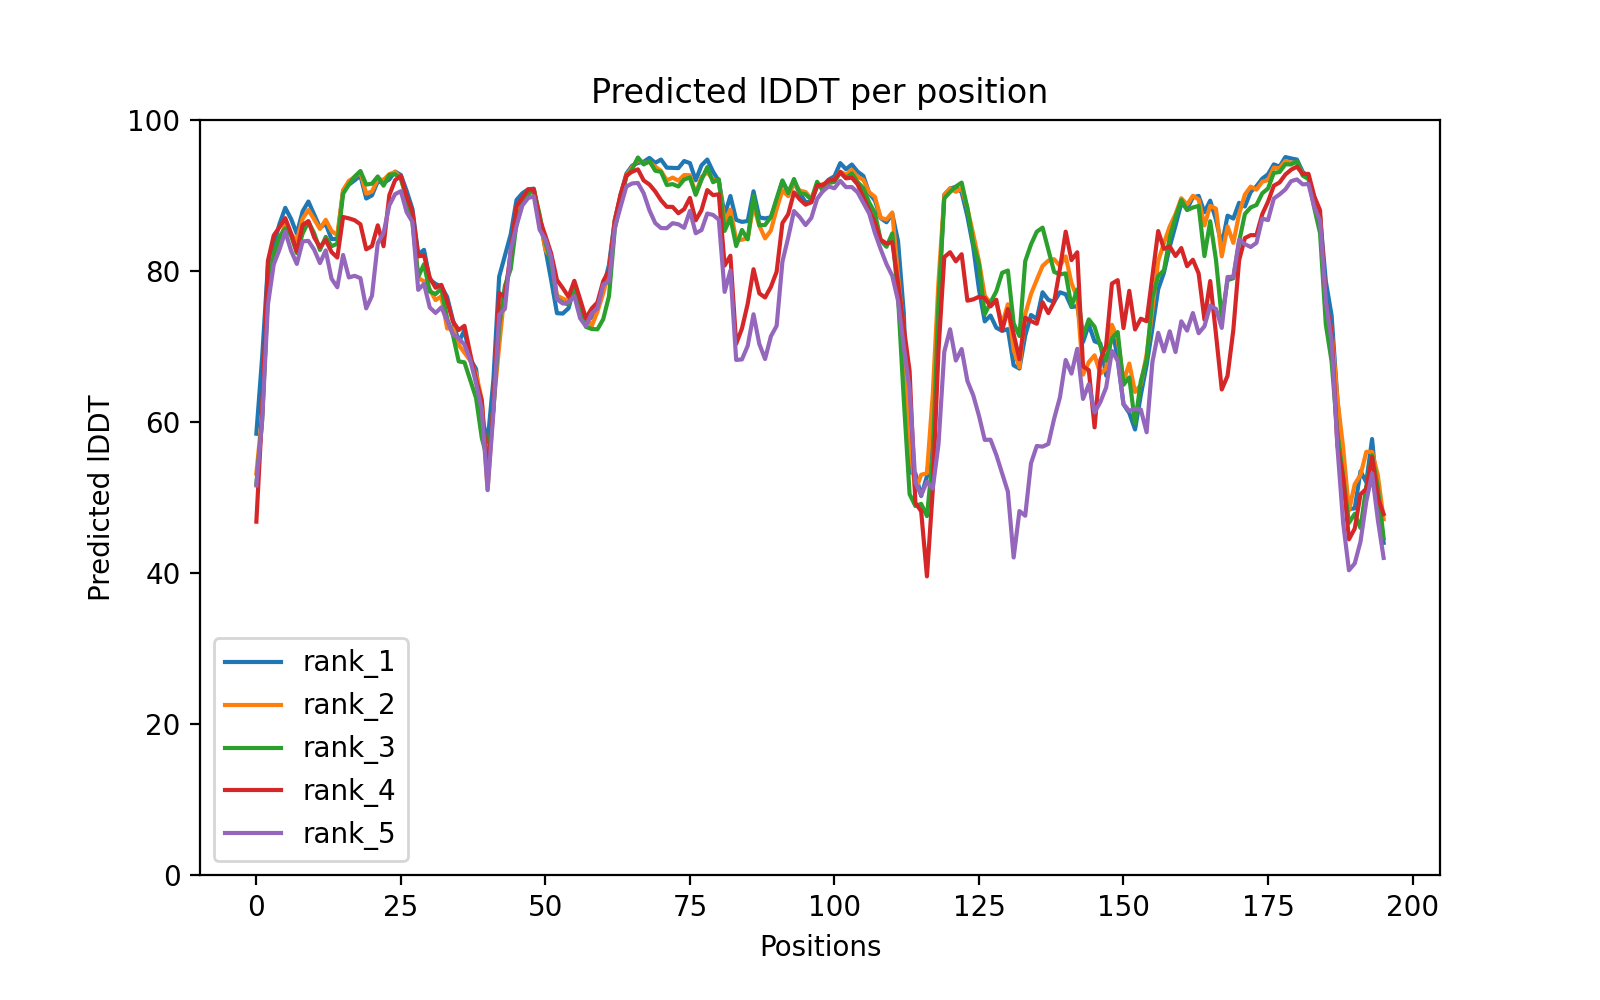 Predicted lDDT per position
100
80
60
40
20
0
Predicted lDDT
rank_1
rank_2
rank_3
rank_4
rank_5
0 25 50 75 100 125 150 175 200
Positions